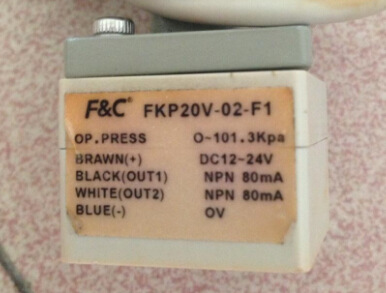 F&C FKP20V-02-F1
OP.PRESS 0~101.3Kpa
BRAWN(+) DC12~24V
BLACK(OUT1) NPN 80mA
WHITE(OUT2) NPN 80mA
BLUE(-) 0V